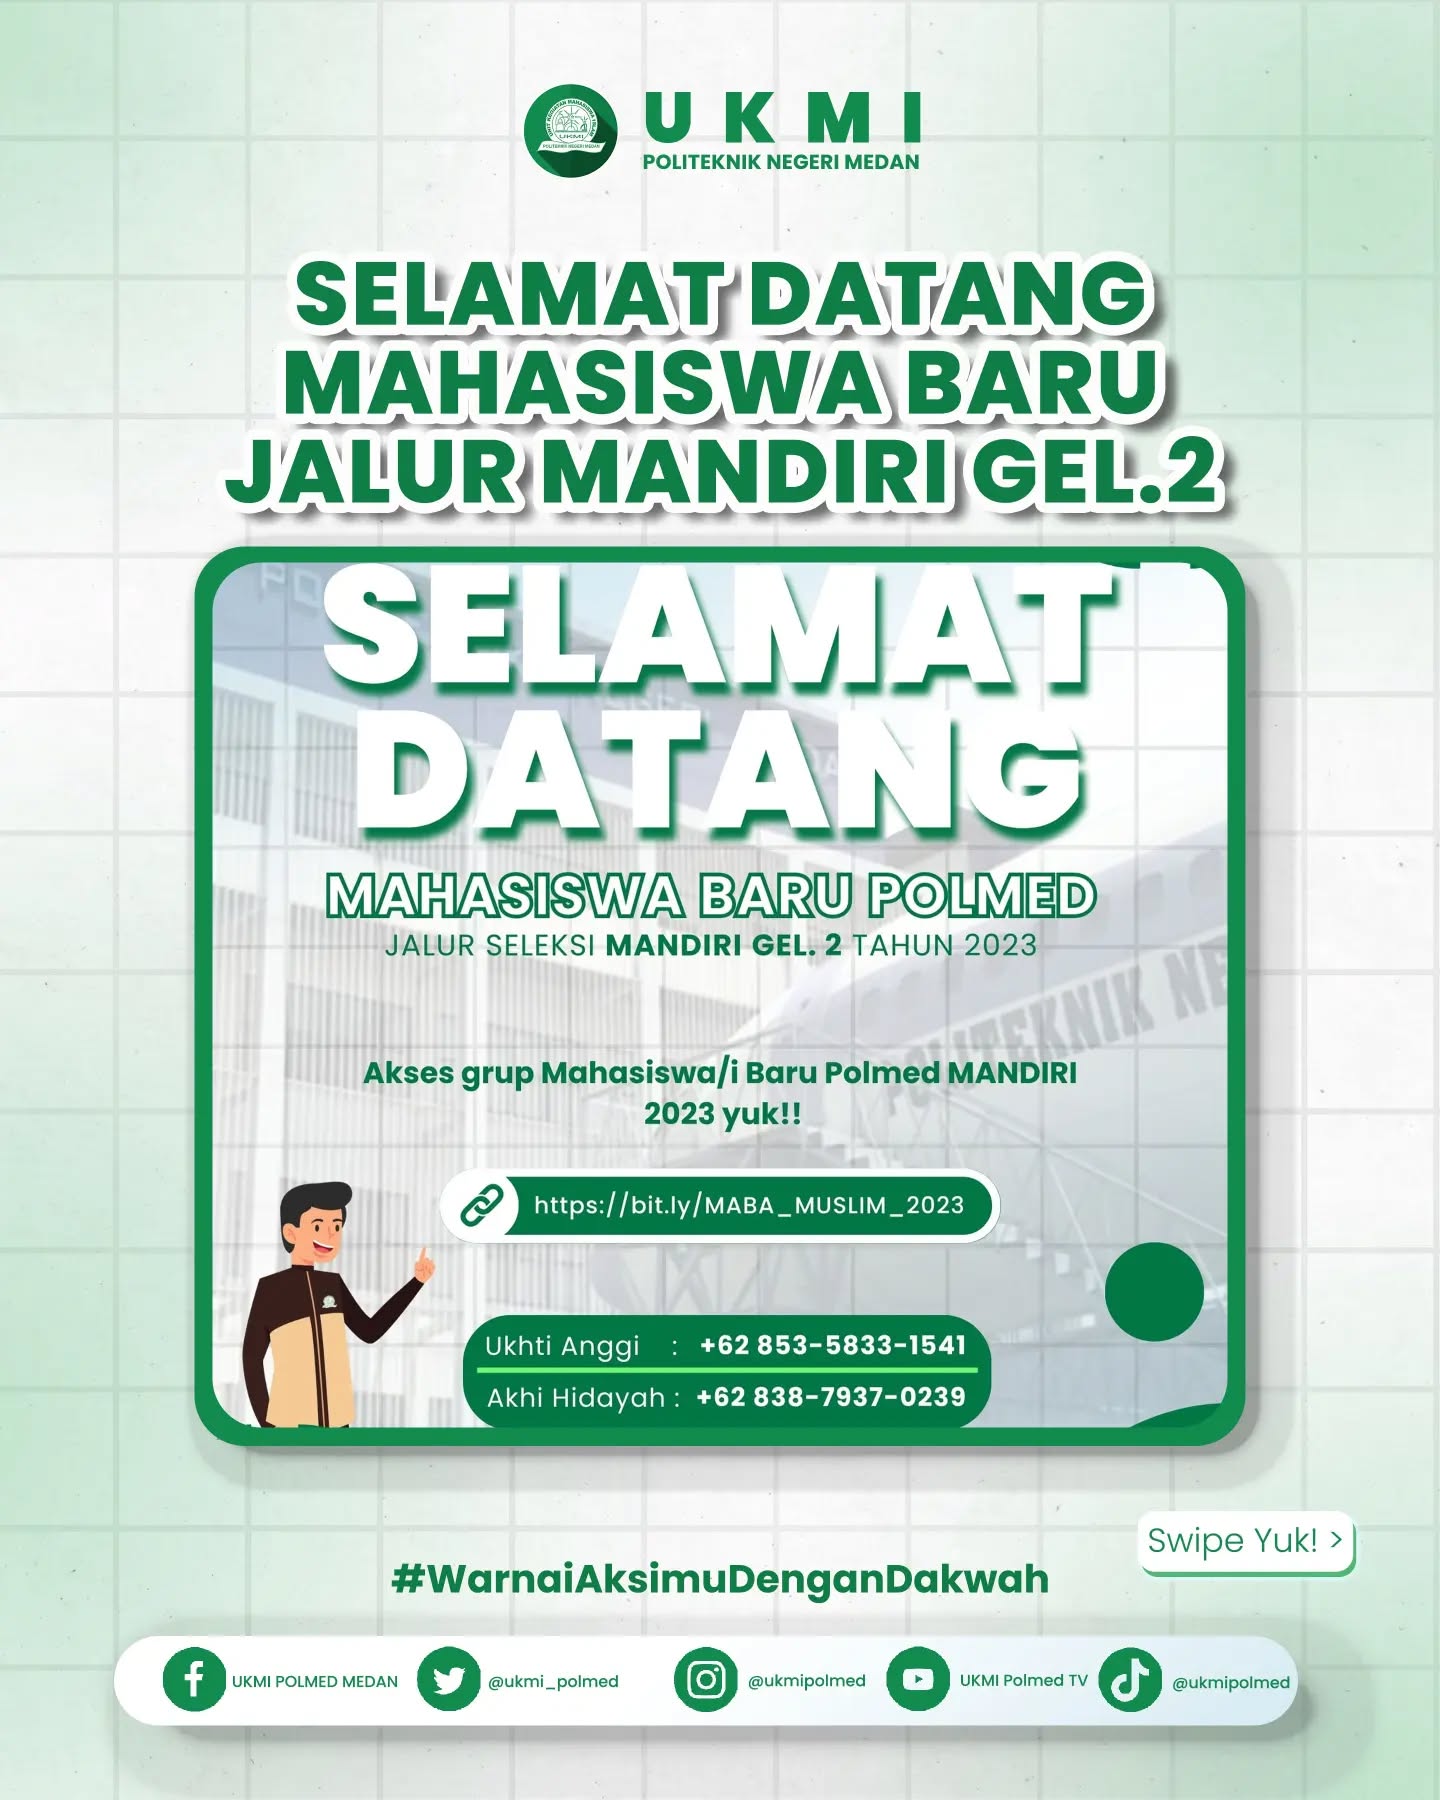 UKMI
POLITEKNIK NEGERI MEDAN
SELAMAT DATANG
MAHASISWA BARU
JALUR MANDIRI GEL.2
SELAMAT
DATANG
MAHASISWA BARU POLMED
JALUR SELEKSI MANDIRI GEL. 2 TAHUN 2023
POLITEKNIK NE
Akses grup Mahasiswa/i Baru Polmed MANDIRI
2023 yuk!!
https://bit.ly/MABA_MUSLIM_2023
Ukhti Anggi : +62 853-5833-1541
Akhi Hidayah : +62 838-7937-0239
Swipe Yuk! >
#WarnaiAksimuDenganDakwah
UKMI POLMED MEDAN @ukmi_polmed @ukmipolmed UKMI Polmed TV @ukmipolmed